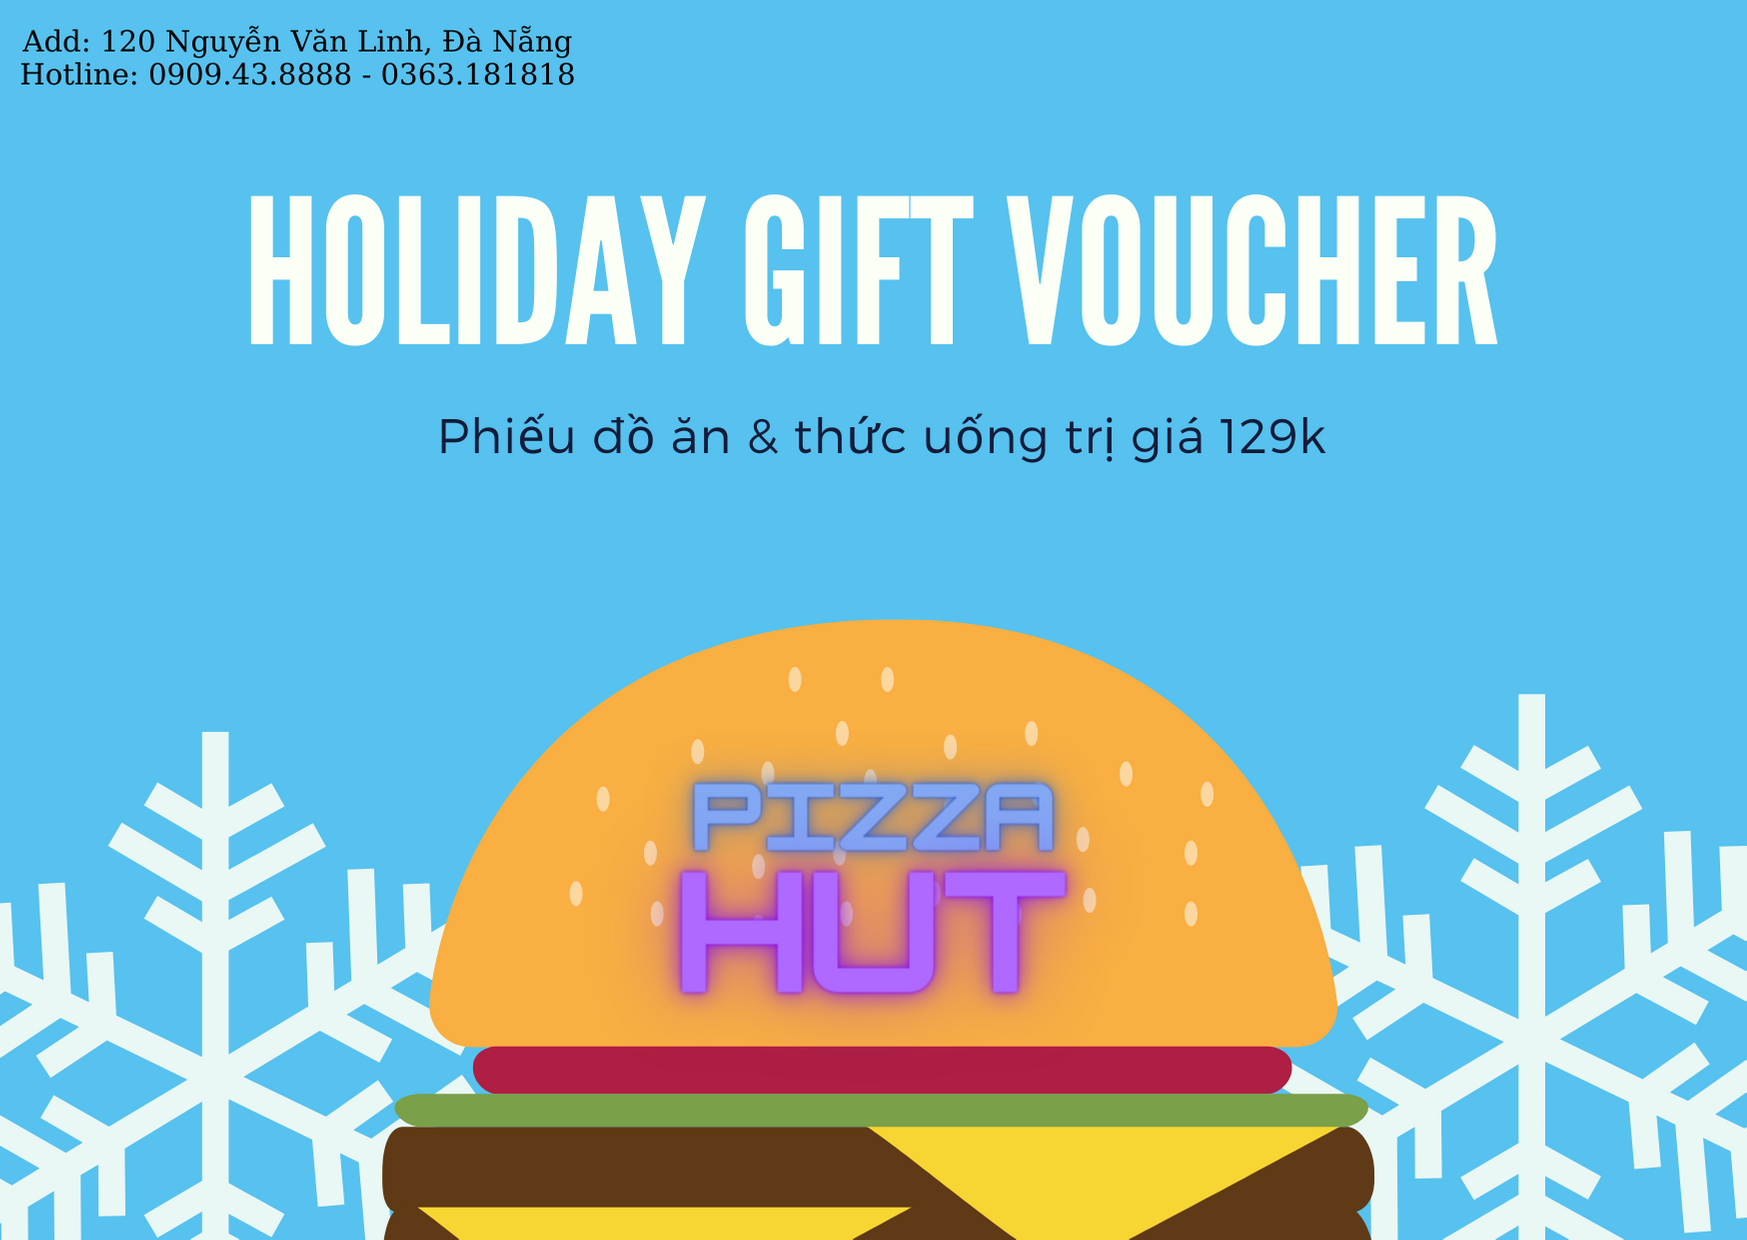 Add: 120 Nguyễn Văn Linh, Đà Nẵng
Hotline: 0909.43.8888 - 0363.181818
HOLIDAY GIFT VOUCHER
Phiếu đồ ăn & thức uống trị giá 129k
PIZZA
HUT